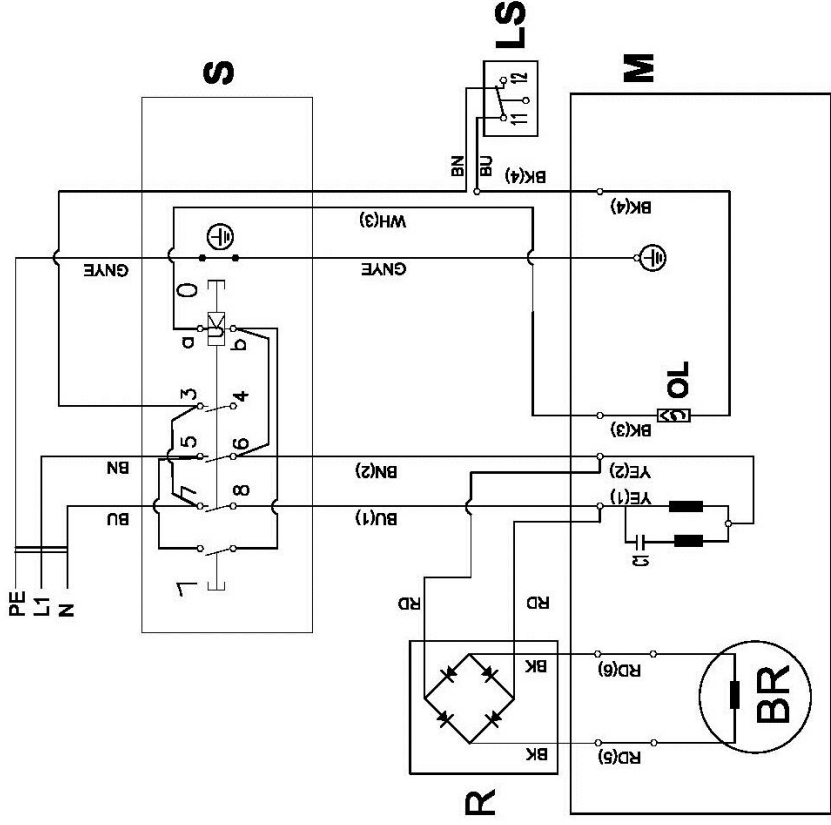 S
LS
12
11
M
BN
BU
BK(4)
BK(4)
WH(3)
GNYE
GNYE
0
a
b
3
4
OL
BK(3)
5
6
BN
BN(2)
YE(2)
7
8
BU
BU(1)
YE(1)
C1
1
PE
L1
N
RD
RD
BK
RD(6)
BR
BK
RD(5)
R